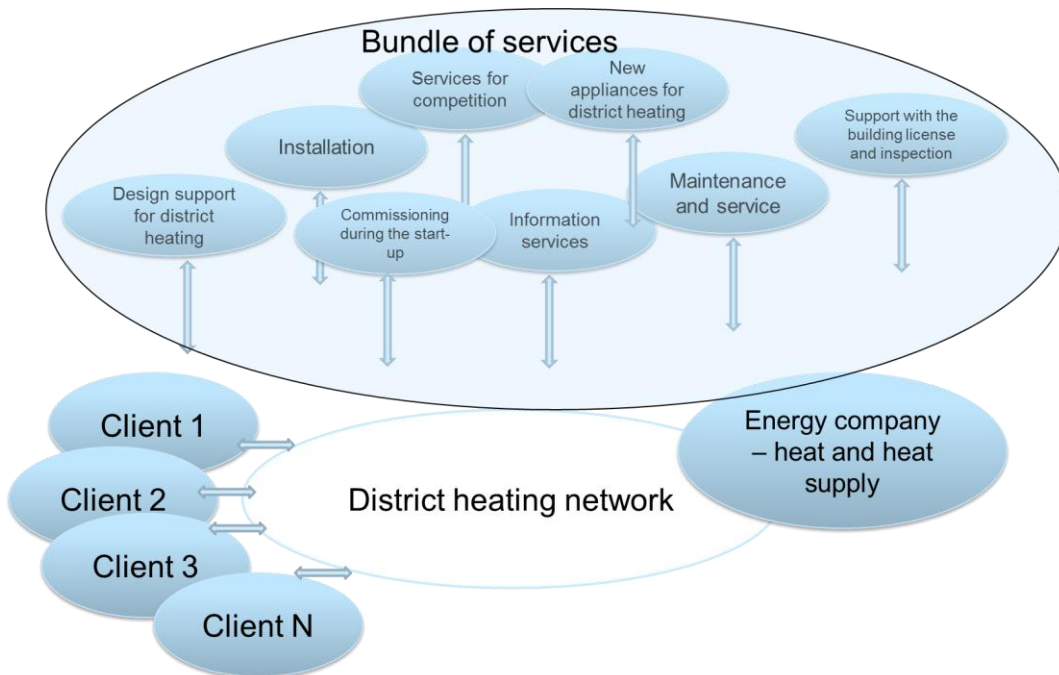 Bundle of services
Services for
competition
New
appliances for
district heating
Support with the
building license
and inspection
Installation
Maintenance
and service
Design support
for district
heating
Commissioning
during the start-
up
Information
services
Client 1
Client 2
Client 3
Client N
District heating network
Energy company
– heat and heat
supply